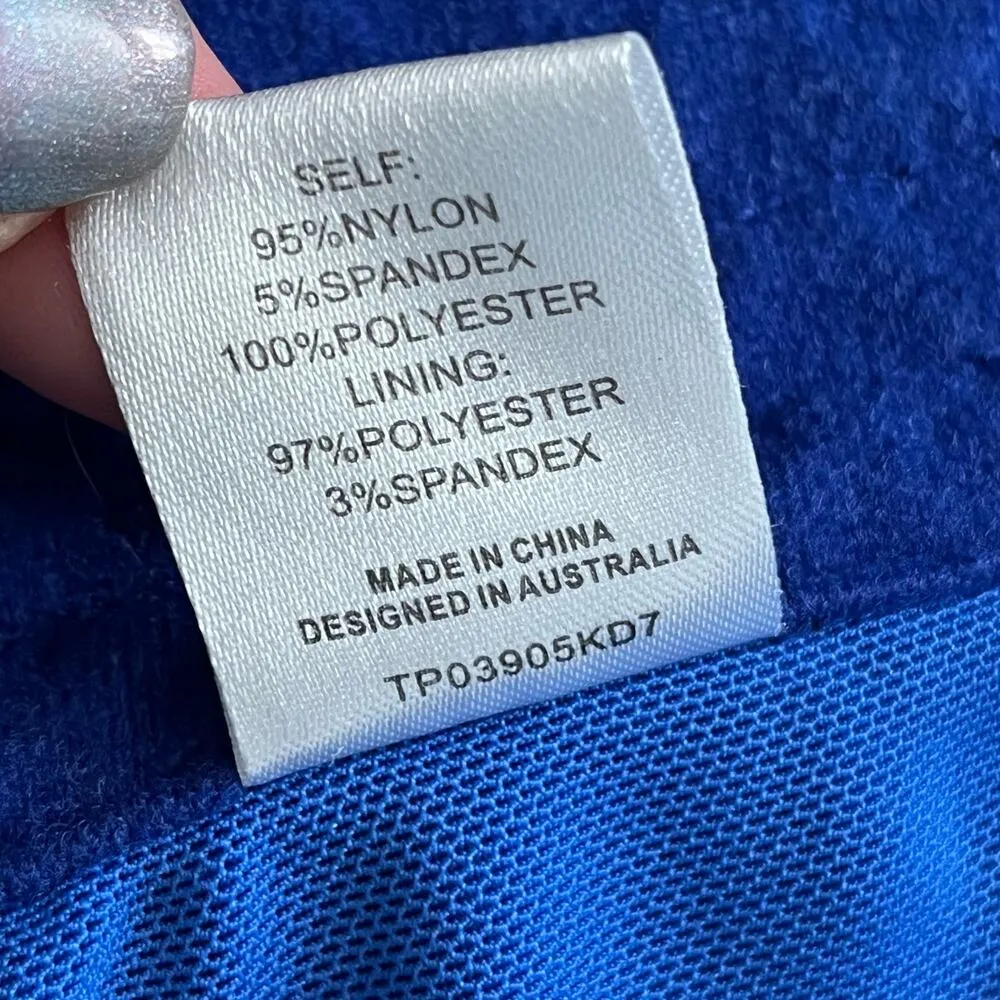 SELF:
95%NYLON
5%SPANDEX
100%POLYESTER
LINING:
97%POLYESTER
3%SPANDEX
MADE IN CHINA
DESIGNED IN AUSTRALIA
TP03905KD7